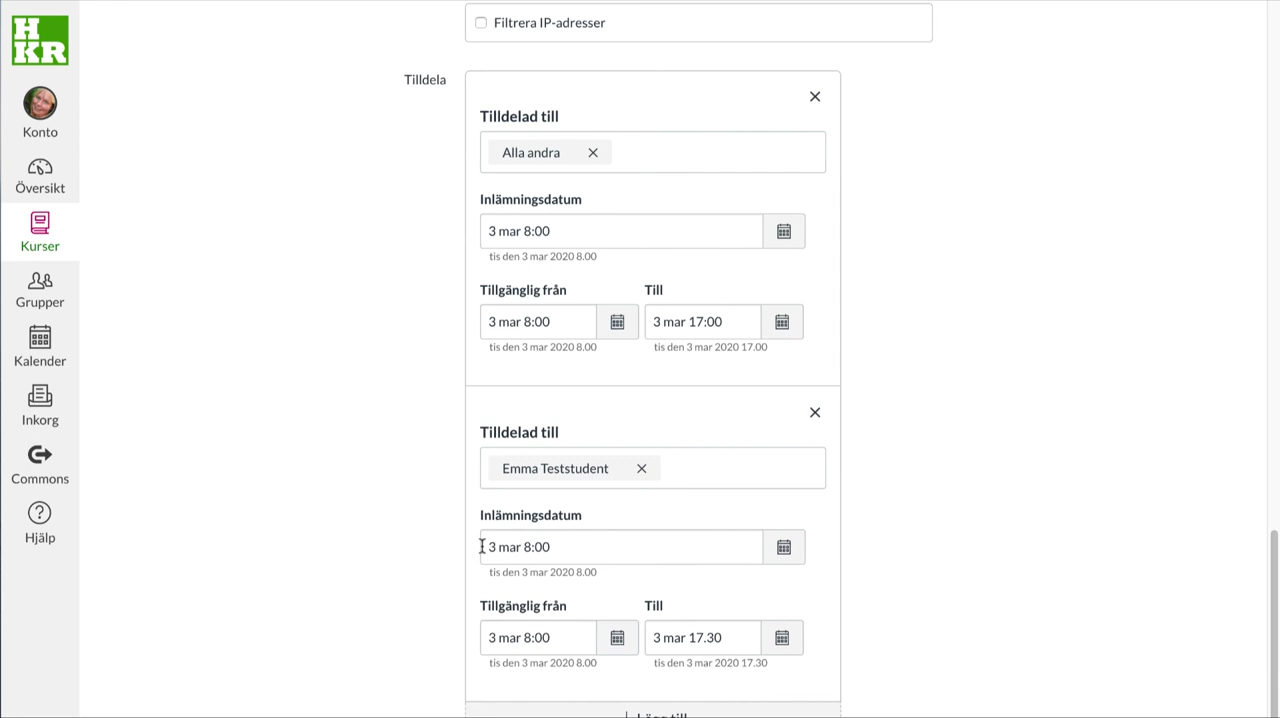 H
KR
Konto
Översikt
Kurser
Grupper
Kalender
Inkorg
Commons
Hjälp
Filtrera IP-adresser
Tilldela
Tilldelad till
Alla andra
Inlämningsdatum
3 mar 8:00
tis den 3 mar 2020 8.00
Tillgänglig från Till
3 mar 8:00 3 mar 17:00
tis den 3 mar 2020 8.00 tis den 3 mar 2020 17.00
Tilldelad till
Emma Teststudent
Inlämningsdatum
3 mar 8:00
tis den 3 mar 2020 8.00
Tillgänglig från Till
3 mar 8:00 3 mar 17.30
tis den 3 mar 2020 8.00 tis den 3 mar 2020 17.30
Lägg till